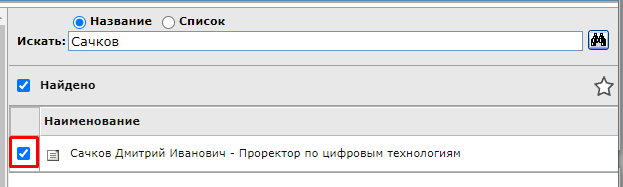 Название Список
Искать: Сачков
Найдено
Наименование
Сачков Дмитрий Иванович - Проректор по цифровым технологиям